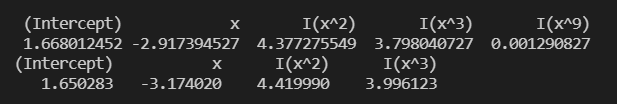 (Intercept) x I(x^2) I(x^3) I(x^9)
1.668012452 -2.917394527 4.377275549 3.798040727 0.001290827
(Intercept) x I(x^2) I(x^3)
1.650283 -3.174020 4.419990 3.996123